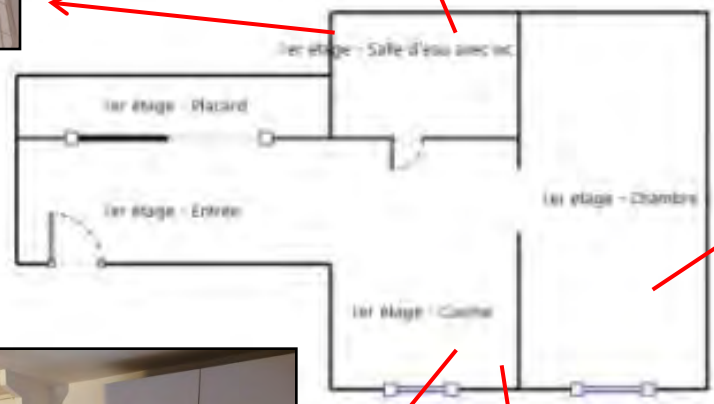 1er étage - Salle d'eau avec wc
1er étage - Placard
1er étage - Chambre
1er étage - Entrée
1er étage - Cuisine